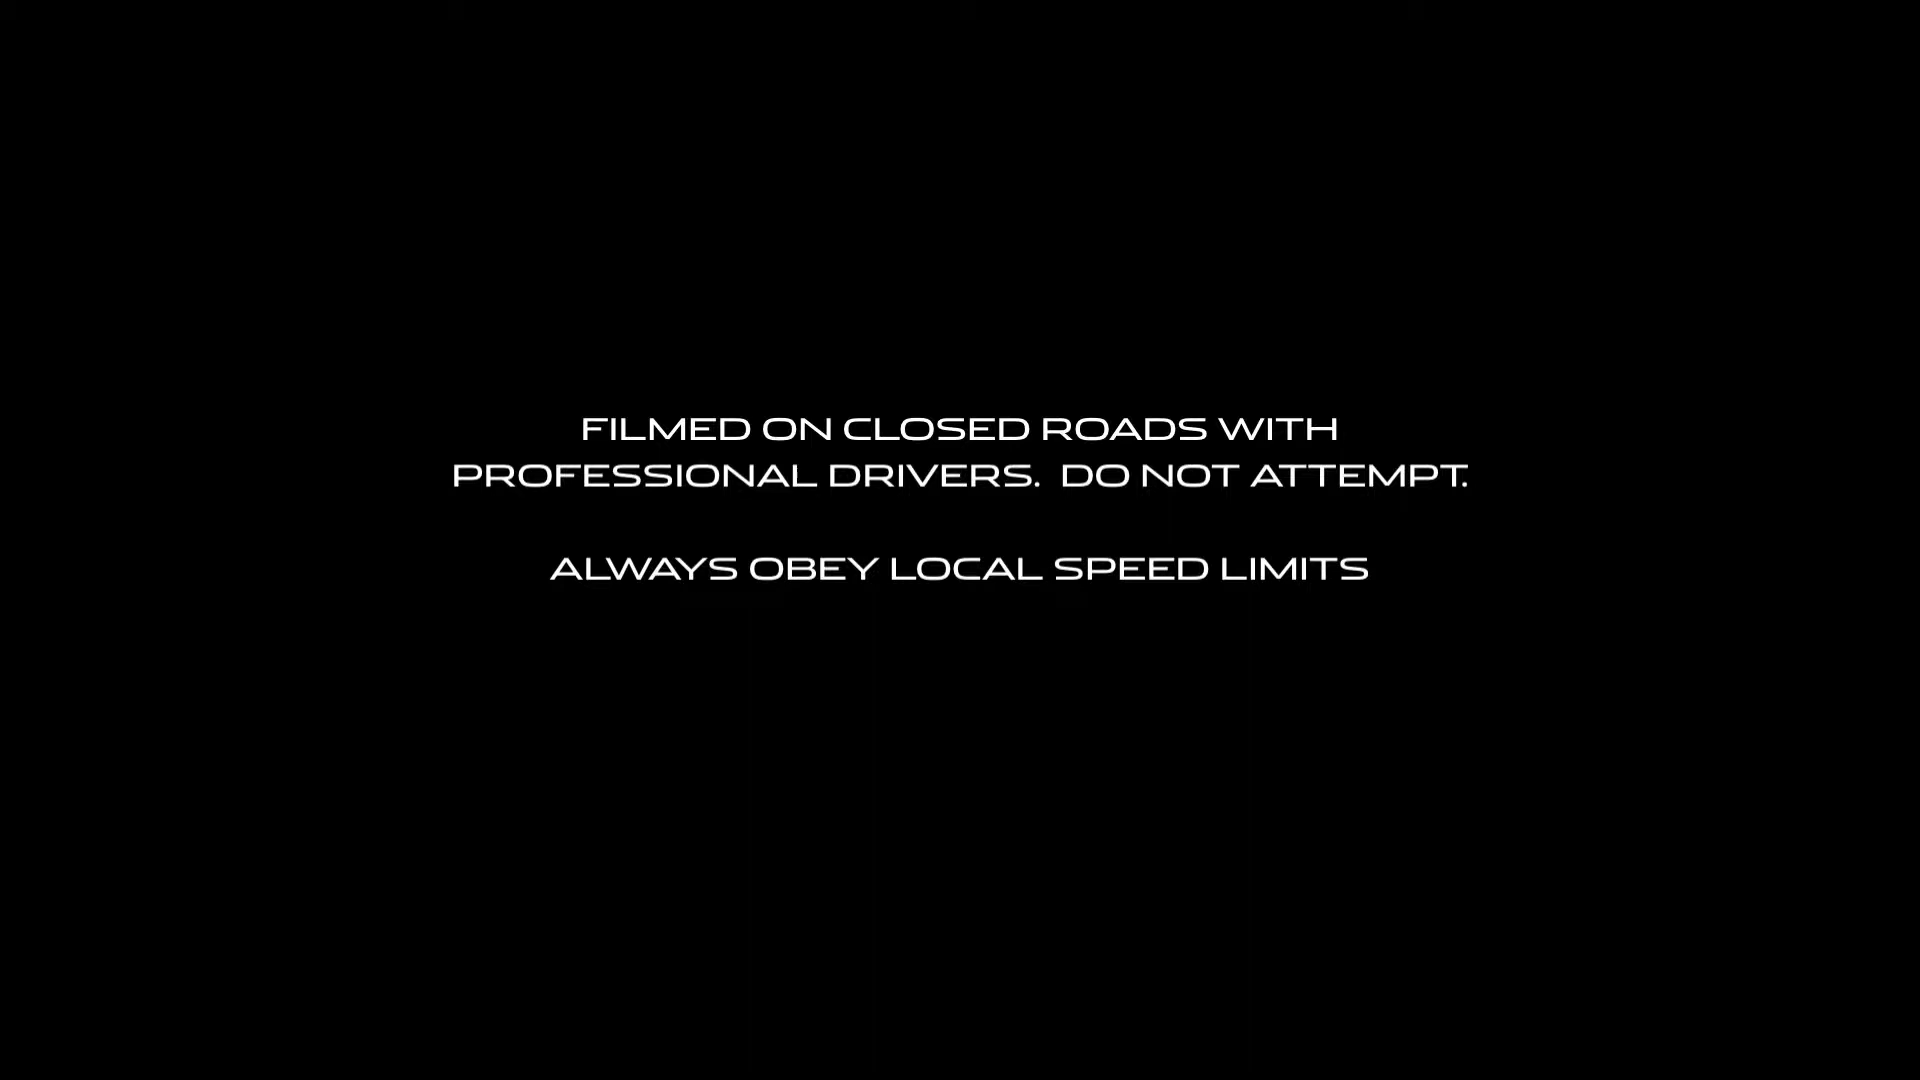 FILMED ON CLOSED ROADS WITH
PROFESSIONAL DRIVERS.  DO NOT ATTEMPT.
ALWAYS OBEY LOCAL SPEED LIMITS